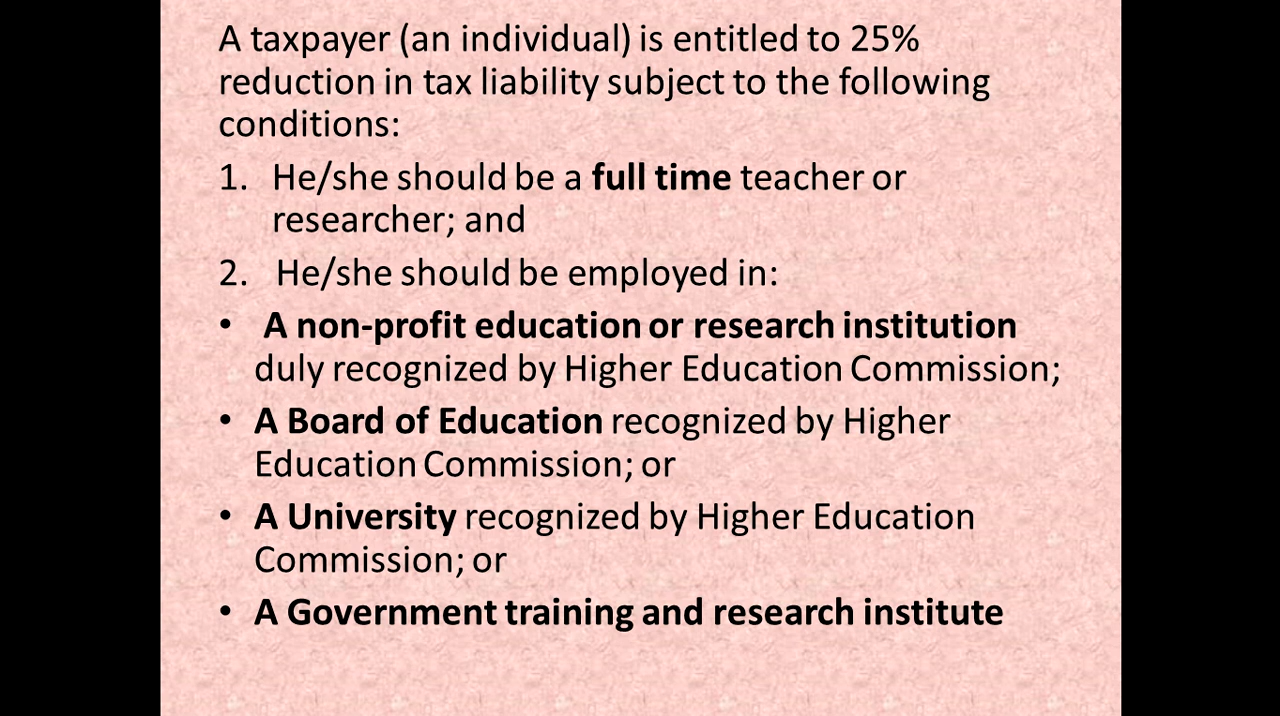 A taxpayer (an individual) is entitled to 25%
reduction in tax liability subject to the following
conditions:
1. He/she should be a full time teacher or
researcher; and
2. He/she should be employed in:
• A non-profit education or research institution
duly recognized by Higher Education Commission;
• A Board of Education recognized by Higher
Education Commission; or
• A University recognized by Higher Education
Commission; or
• A Government training and research institute